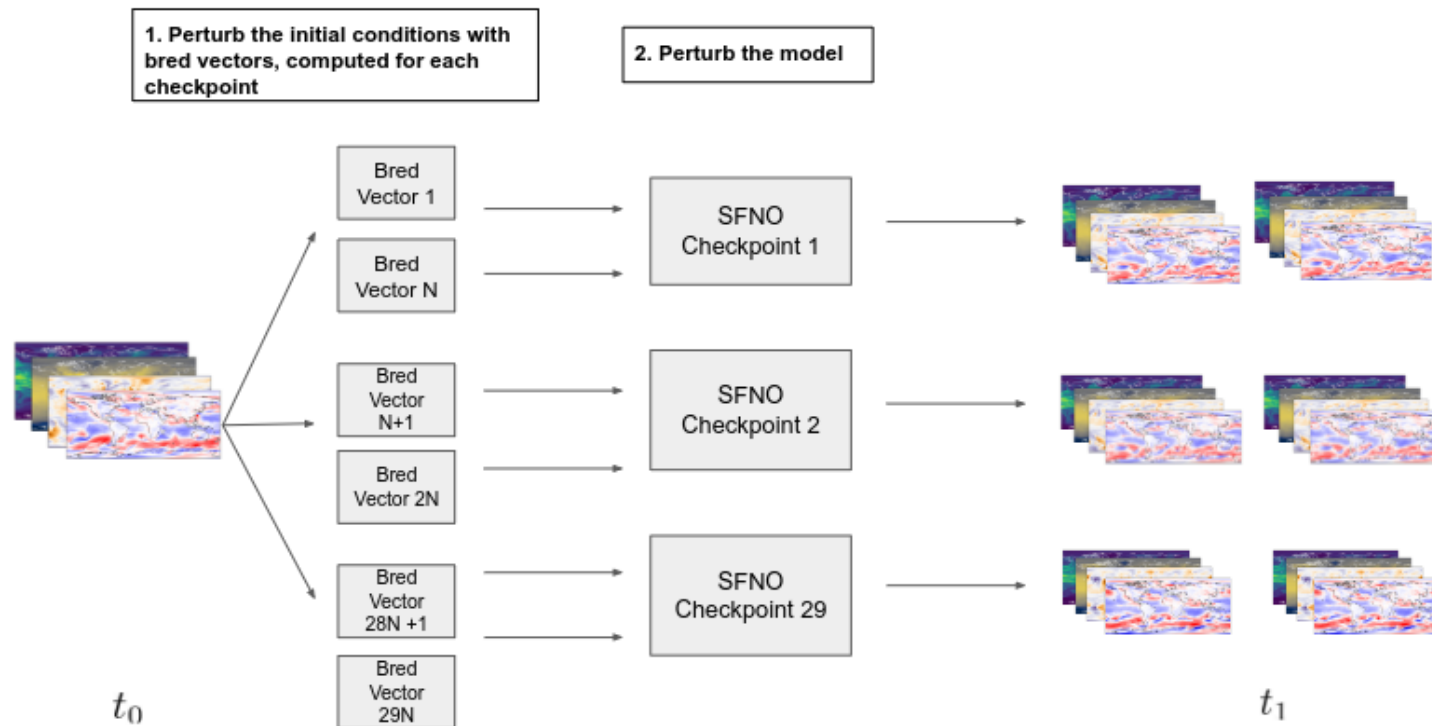 1. Perturb the initial conditions with
bred vectors, computed for each
checkpoint
2. Perturb the model
Bred
Vector 1
Bred
Vector N
SFNO
Checkpoint 1
Bred
Vector
N+1
Bred
Vector 2N
SFNO
Checkpoint 2
Bred
Vector
28N +1
Bred
Vector
29N
SFNO
Checkpoint 29
t0
t1